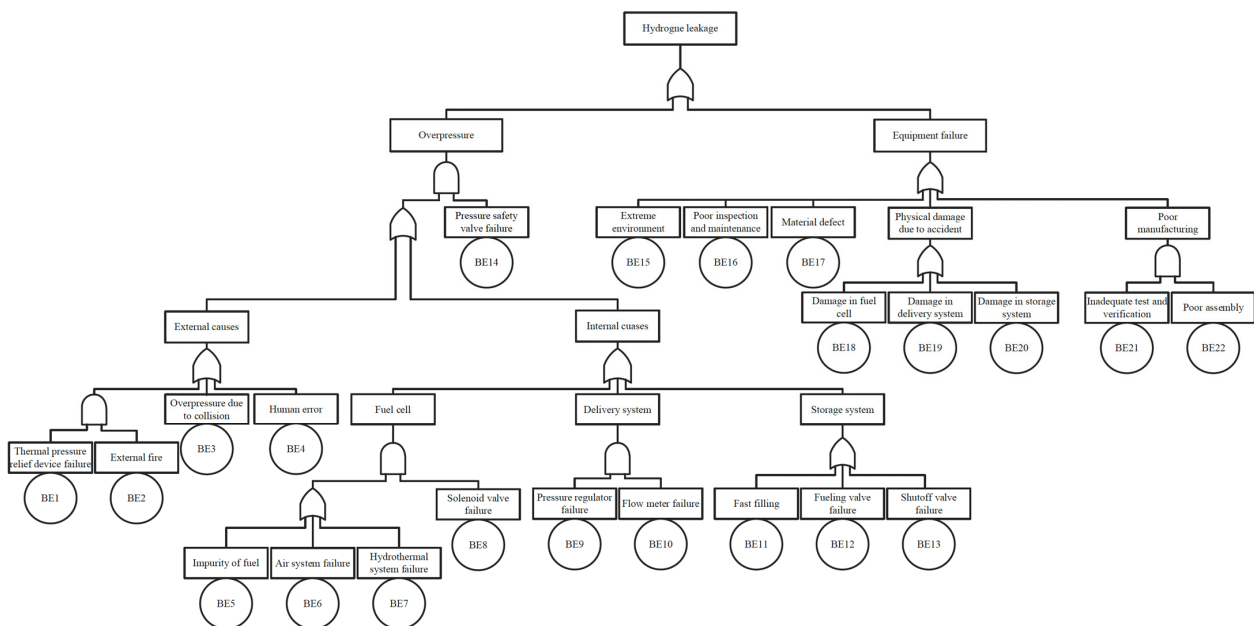 Hydrogne leakage
Overpressure
Equipment failure
Pressure safety
valve failure
BE14
Extreme
environment
BE15
Poor inspection
and maintenance
BE16
Material defect
BE17
Physical damage
due to accident
Poor
manufacturing
Damage in fuel
cell
BE18
Damage in
delivery system
BE19
Damage in storage
system
BE20
Inadequate test and
verification
BE21
Poor assembly
BE22
External causes
Internal cuases
Thermal pressure
relief device failure
BE1
External fire
BE2
Overpressure due
to collision
BE3
Human error
BE4
Fuel cell
Delivery system
Storage system
Impurity of fuel
BE5
Air system failure
BE6
Hydrothermal
system failure
BE7
Solenoid valve
failure
BE8
Pressure regulator
failure
BE9
Flow meter failure
BE10
Fast filling
BE11
Fueling valve
failure
BE12
Shutoff valve
failure
BE13